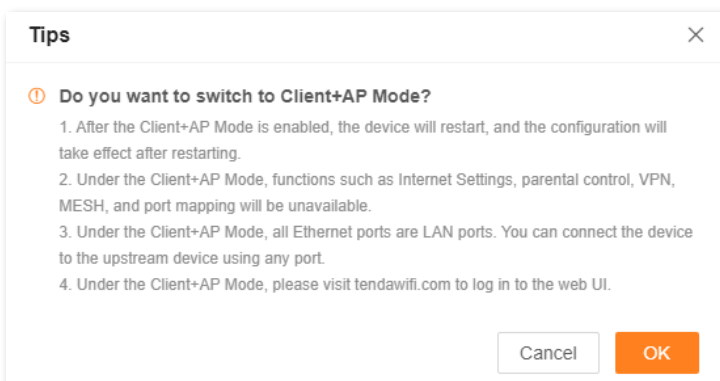 Tips
Do you want to switch to Client+AP Mode?
1. After the Client+AP Mode is enabled, the device will restart, and the configuration will
take effect after restarting.
2. Under the Client+AP Mode, functions such as Internet Settings, parental control, VPN,
MESH, and port mapping will be unavailable.
3. Under the Client+AP Mode, all Ethernet ports are LAN ports. You can connect the device
to the upstream device using any port.
4. Under the Client+AP Mode, please visit tendawifi.com to log in to the web UI.
Cancel OK